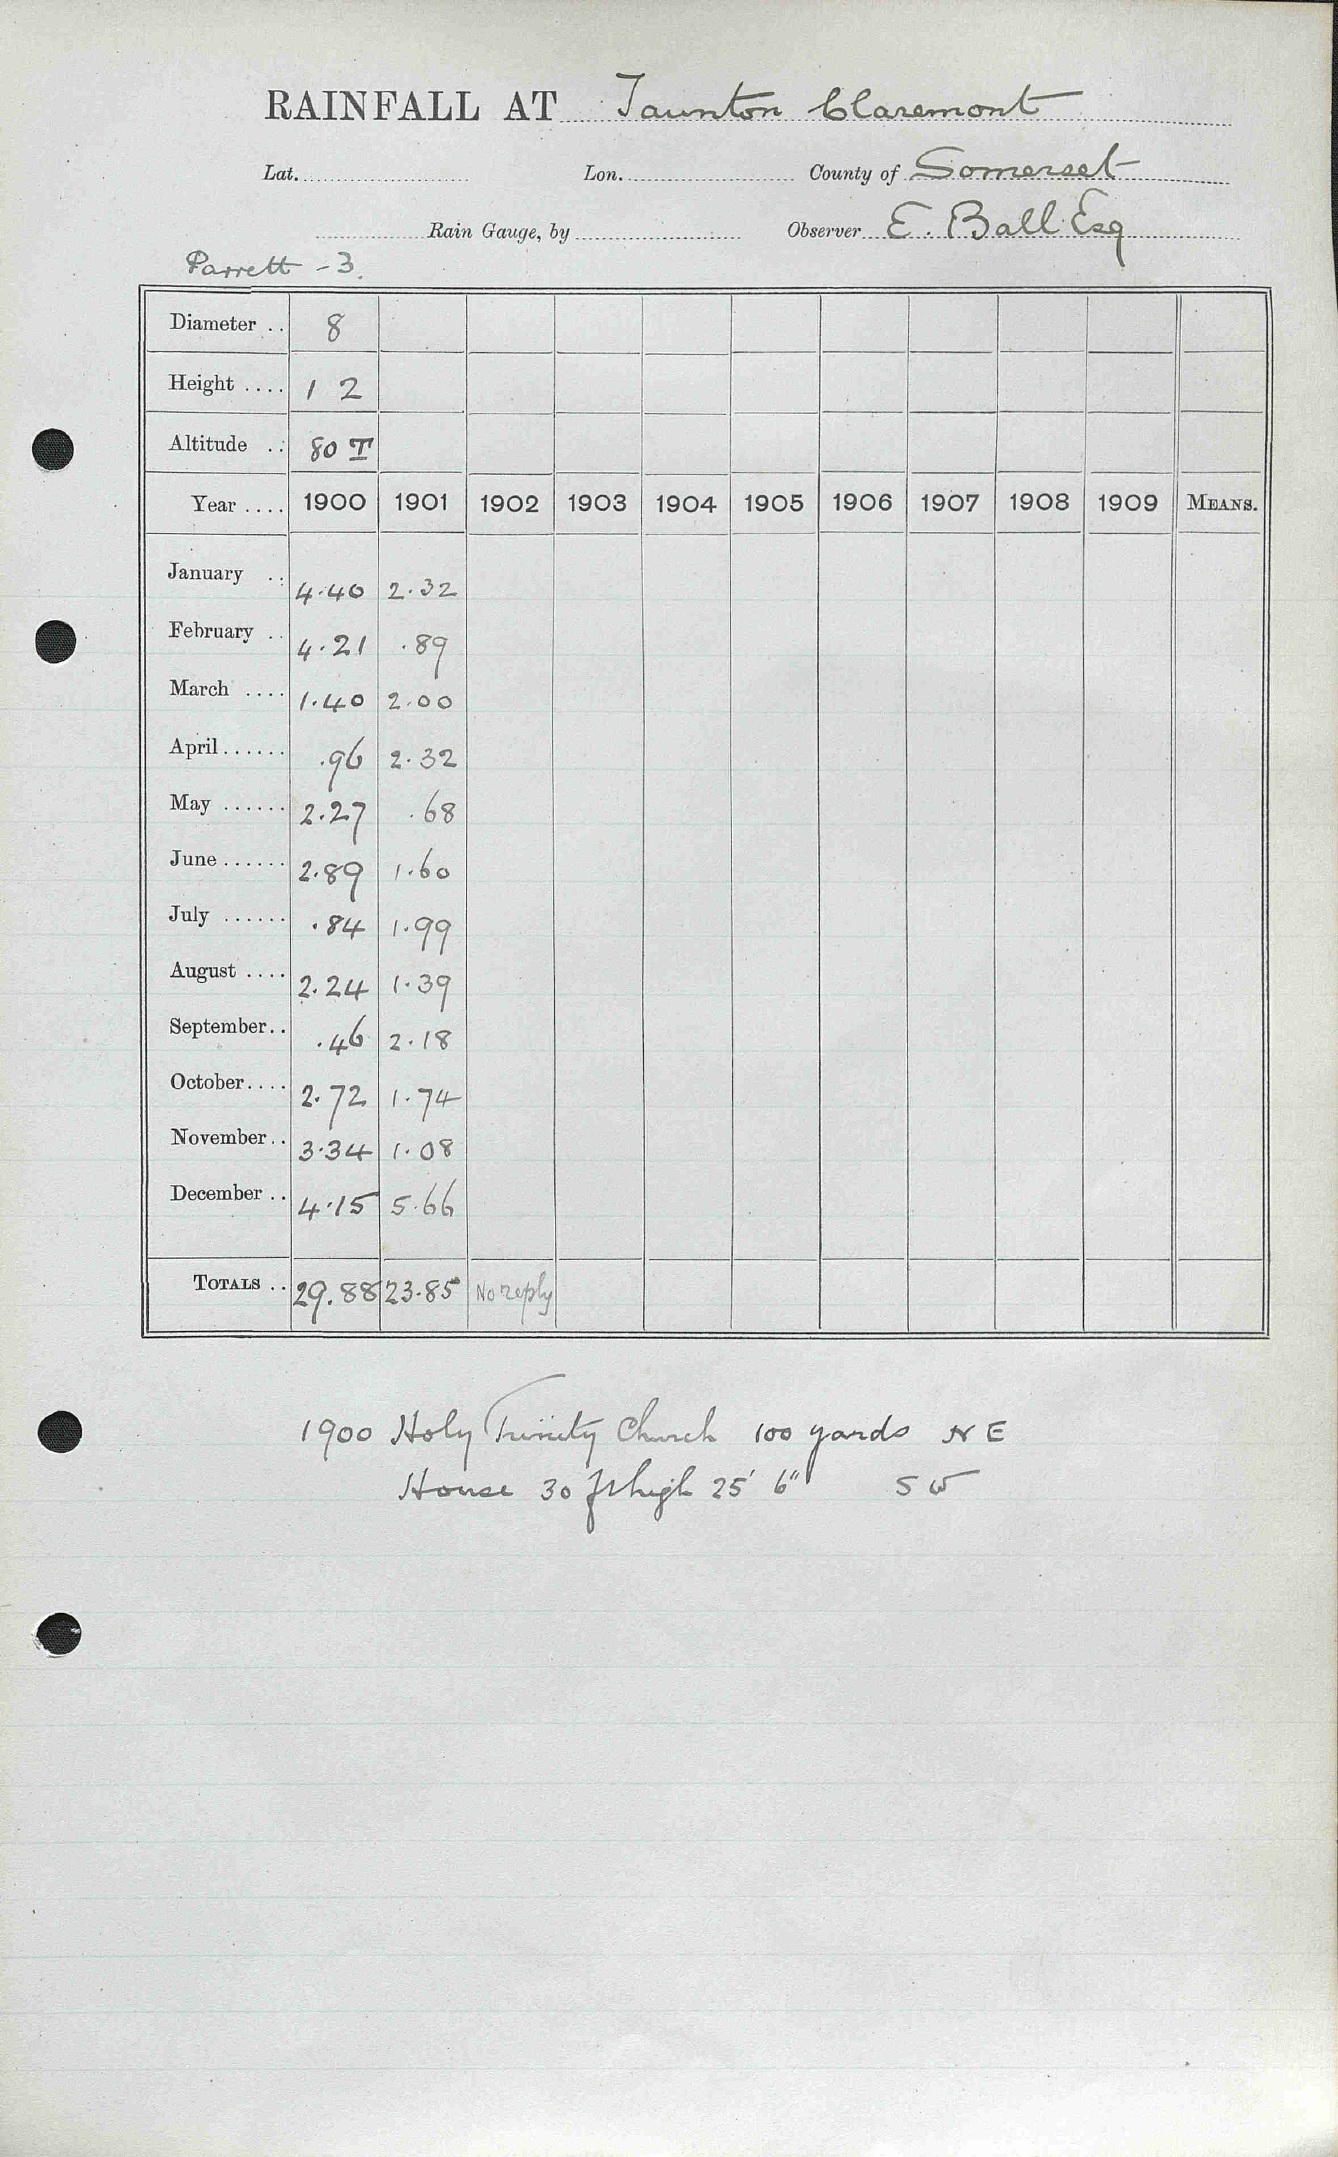 RAINFALL AT Taunton Claremont
Lat. Lon. County of Somerset
Rain Gauge, by Observer E. Ball Esq
Parrett - 3.
Diameter .. 8
Height .... 1 2
Altitude .. 80 T
Year .... 1900 1901 1902 1903 1904 1905 1906 1907 1908 1909 MEANS.
January .. 4.40 2.32
February .. 4.21 .89
March .... 1.40 2.00
April ...... .96 2.32
May ...... 2.27 .68
June ...... 2.89 1.60
July ...... .84 1.99
August .... 2.24 1.39
September .. .46 2.18
October .... 2.72 1.74
November .. 3.34 1.08
December .. 4.15 5.66
TOTALS .. 29.88 23.85 No reply
1900 Holy Trinity Church 100 yards NE
House 30 ft high 25' 6" SW